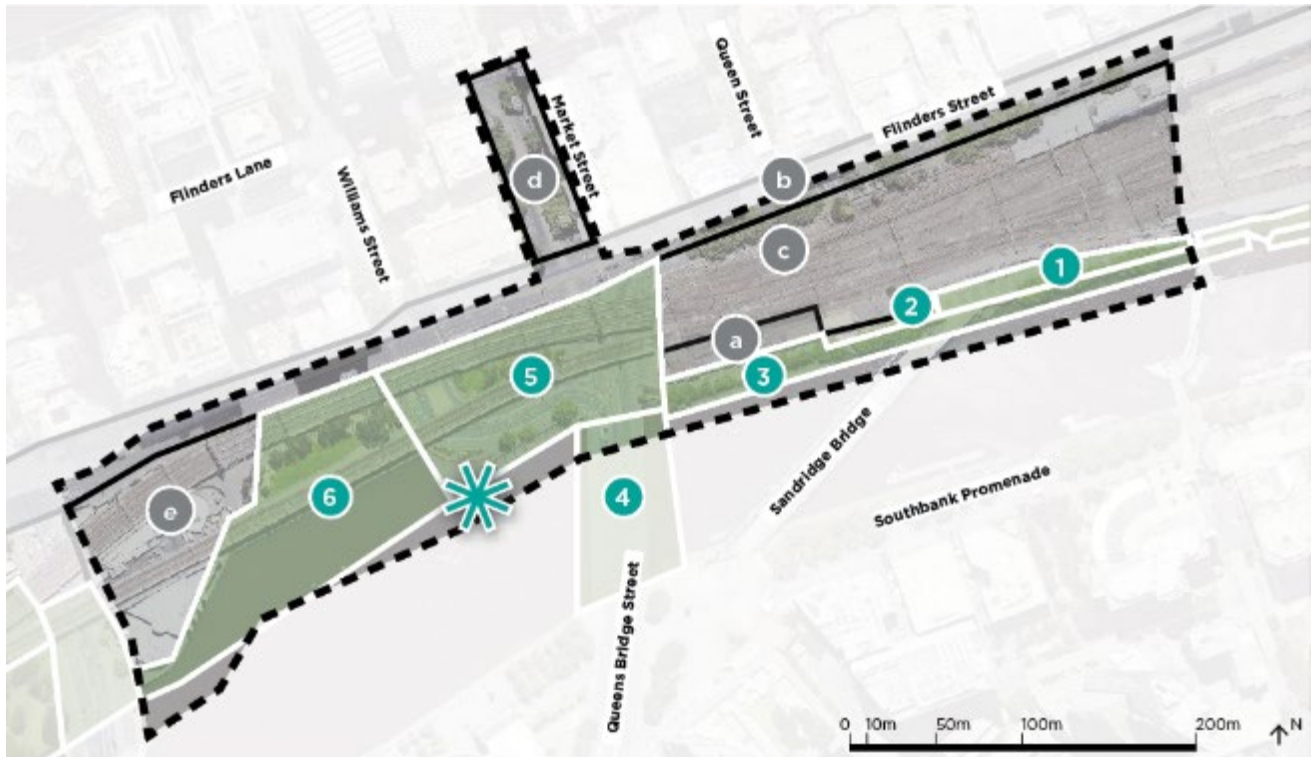 Flinders Lane
Williams Street
Market Street
Queen Street
Flinders Street
d
b
c
1
2
a
3
5
6
e
4
Sandridge Bridge
Southbank Promenade
Queens Bridge Street
0 10m 50m 100m 200m
N